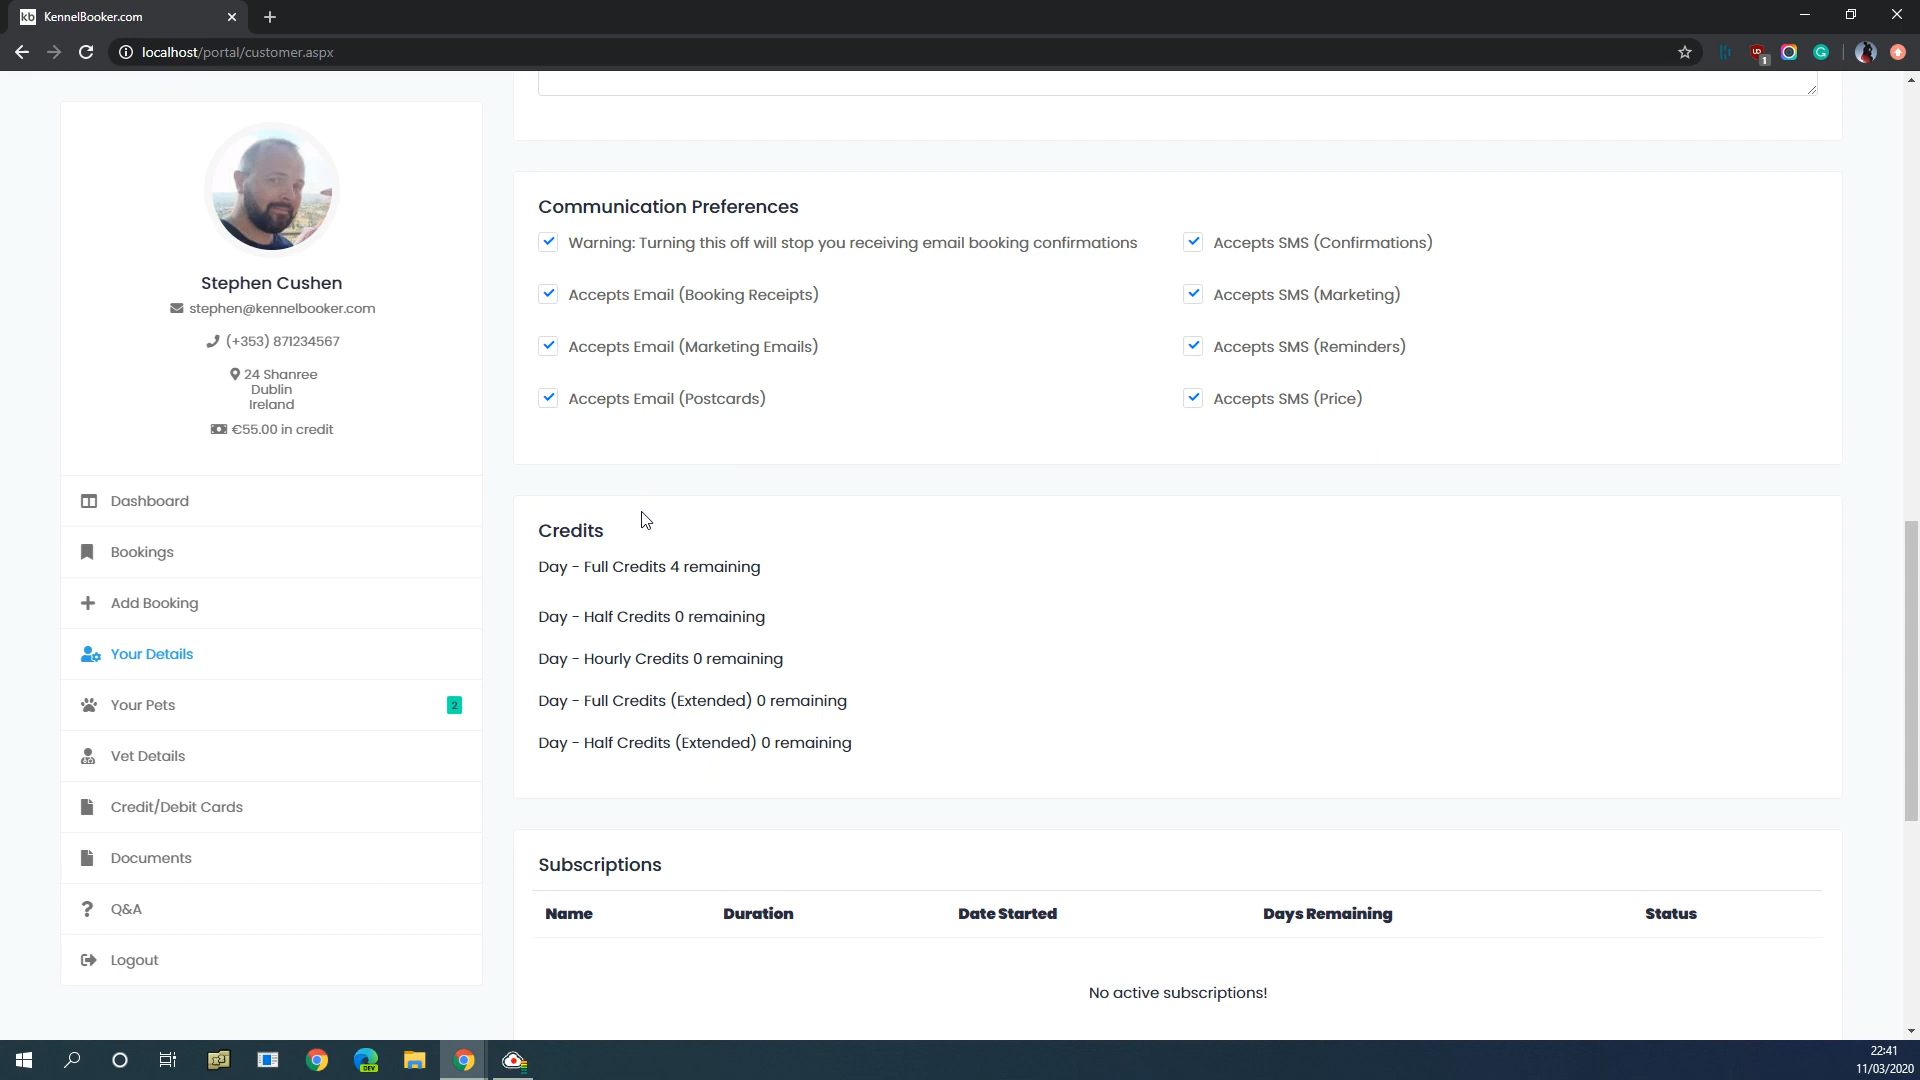 kb KennelBooker.com
localhost/portal/customer.aspx
UD
1
G
Stephen Cushen
stephen@kennelbooker.com
(+353) 871234567
24 Shanree
Dublin
Ireland
€55.00 in credit
Dashboard
Bookings
Add Booking
Your Details
Your Pets 2
Vet Details
Credit/Debit Cards
Documents
Q&A
Logout
Communication Preferences
Warning: Turning this off will stop you receiving email booking confirmations
Accepts SMS (Confirmations)
Accepts Email (Booking Receipts)
Accepts SMS (Marketing)
Accepts Email (Marketing Emails)
Accepts SMS (Reminders)
Accepts Email (Postcards)
Accepts SMS (Price)
Credits
Day - Full Credits 4 remaining
Day - Half Credits 0 remaining
Day - Hourly Credits 0 remaining
Day - Full Credits (Extended) 0 remaining
Day - Half Credits (Extended) 0 remaining
Subscriptions
Name Duration Date Started Days Remaining Status
No active subscriptions!
DEV
22:41
11/03/2020